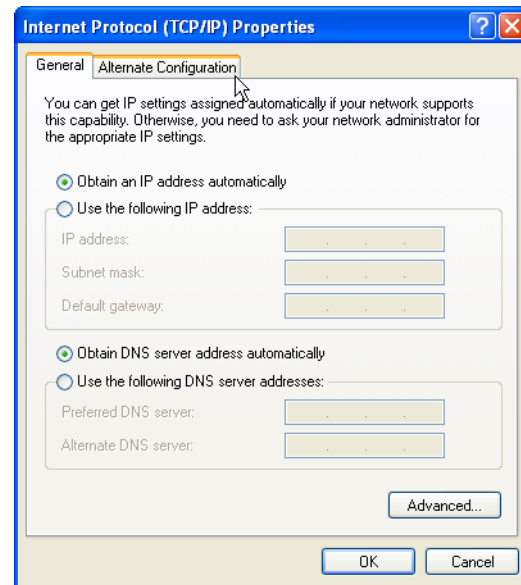 Internet Protocol (TCP/IP) Properties
General
Alternate Configuration
You can get IP settings assigned automatically if your network supports
this capability. Otherwise, you need to ask your network administrator for
the appropriate IP settings.
Obtain an IP address automatically
Use the following IP address:
IP address:
Subnet mask:
Default gateway:
Obtain DNS server address automatically
Use the following DNS server addresses:
Preferred DNS server:
Alternate DNS server:
Advanced...
OK
Cancel